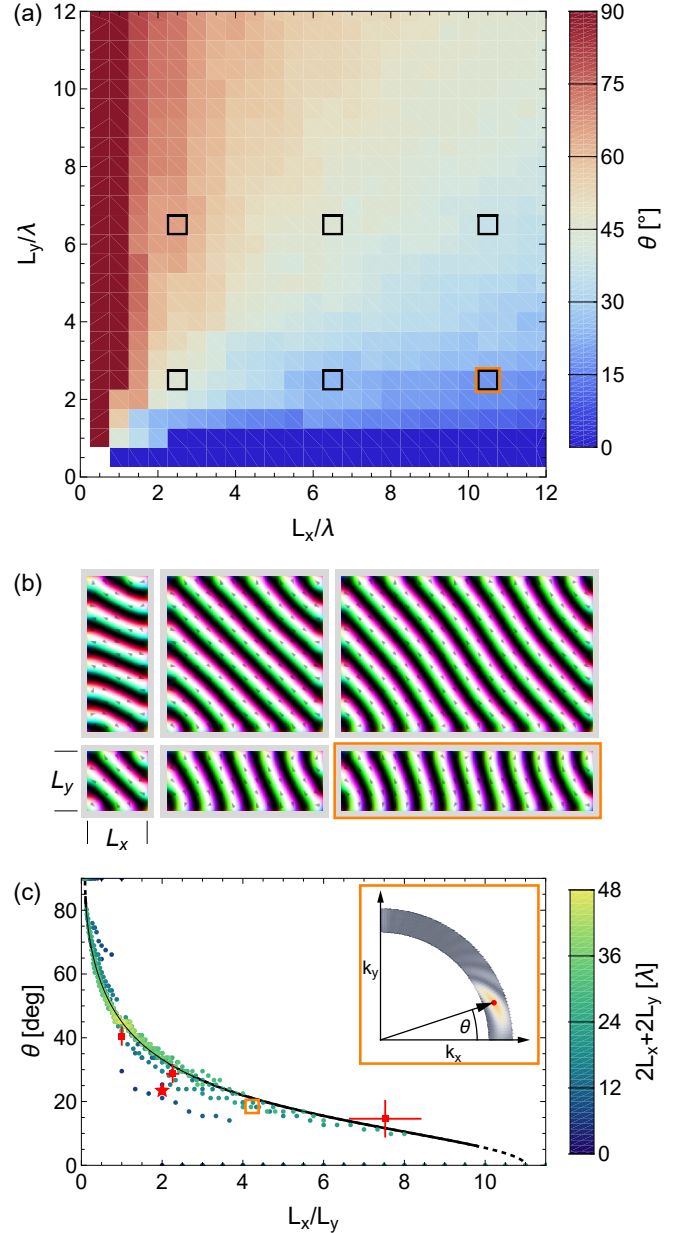 (a)
12
10
8
6
4
2
0
L_y/λ
0 2 4 6 8 10 12
L_x/λ
90
75
60
45
30
15
0
θ [°]
(b)
L_y
L_x
(c)
80
60
40
20
0
θ [deg]
0 2 4 6 8 10
L_x/L_y
k_y
θ
k_x
48
36
24
12
0
2L_x+2L_y [λ]